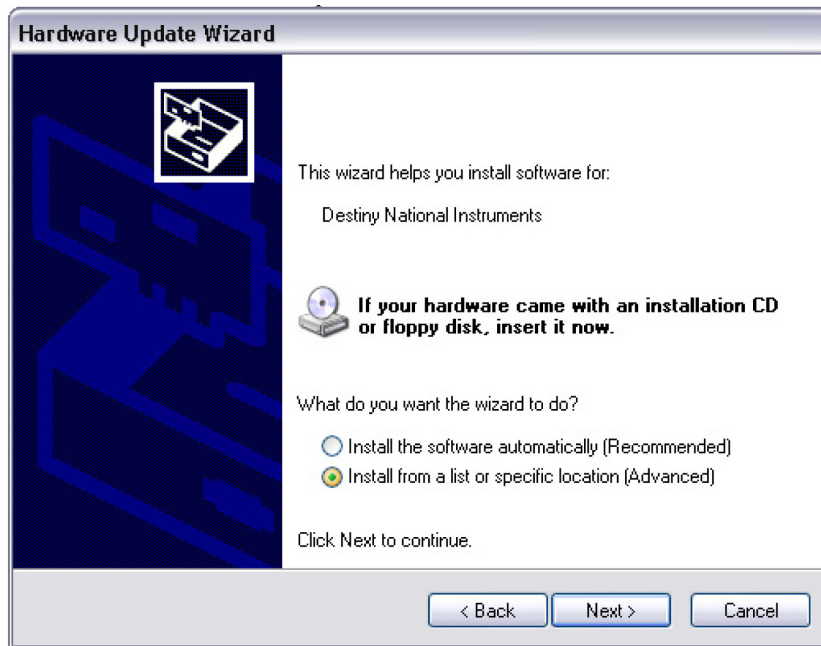 Hardware Update Wizard
This wizard helps you install software for:
Destiny National Instruments
If your hardware came with an installation CD
or floppy disk, insert it now.
What do you want the wizard to do?
Install the software automatically (Recommended)
Install from a list or specific location (Advanced)
Click Next to continue.
< Back
Next >
Cancel